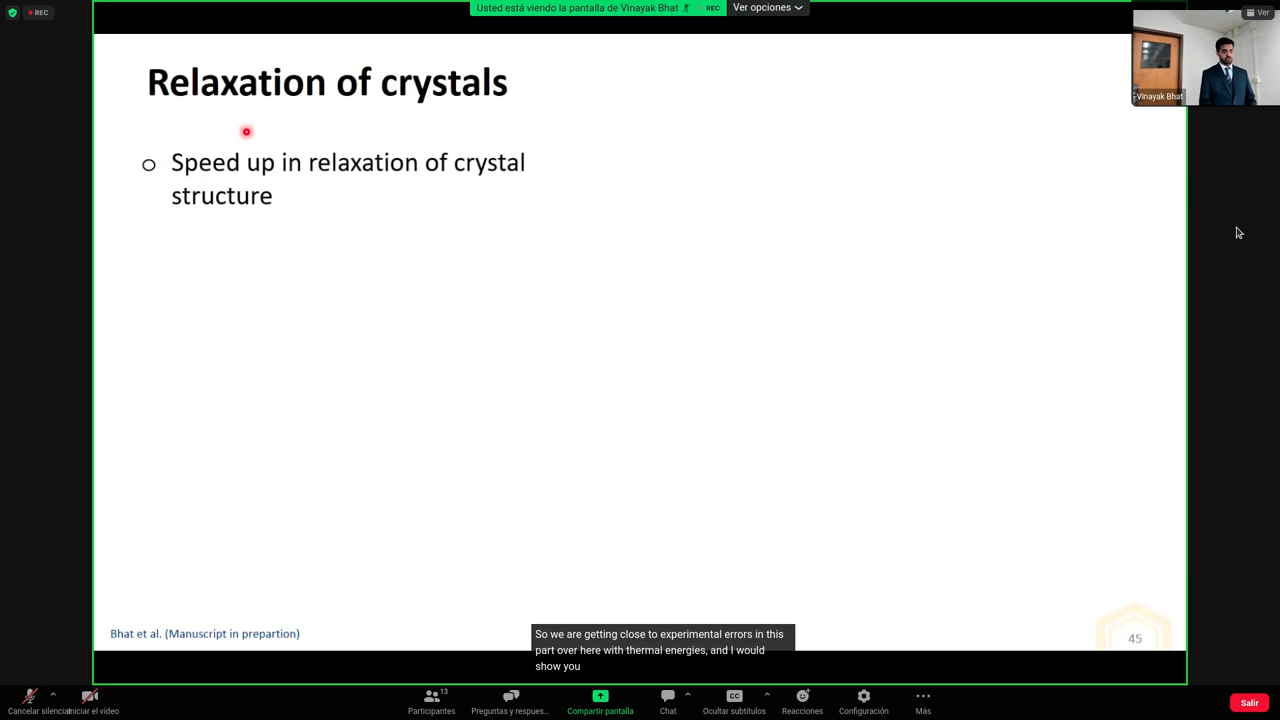 REC
Usted está viendo la pantalla de Vinayak Bhat
REC
Ver opciones
Ver
Vinayak Bhat
Relaxation of crystals
o Speed up in relaxation of crystal
structure
Bhat et al. (Manuscript in prepartion)
45
So we are getting close to experimental errors in this
part over here with thermal energies, and I would
show you
Cancelar silencia
Iniciar el vídeo
Participantes
13
Preguntas y respues...
Compartir pantalla
Chat
CC
Ocultar subtítulos
Reacciones
Configuración
Más
Salir